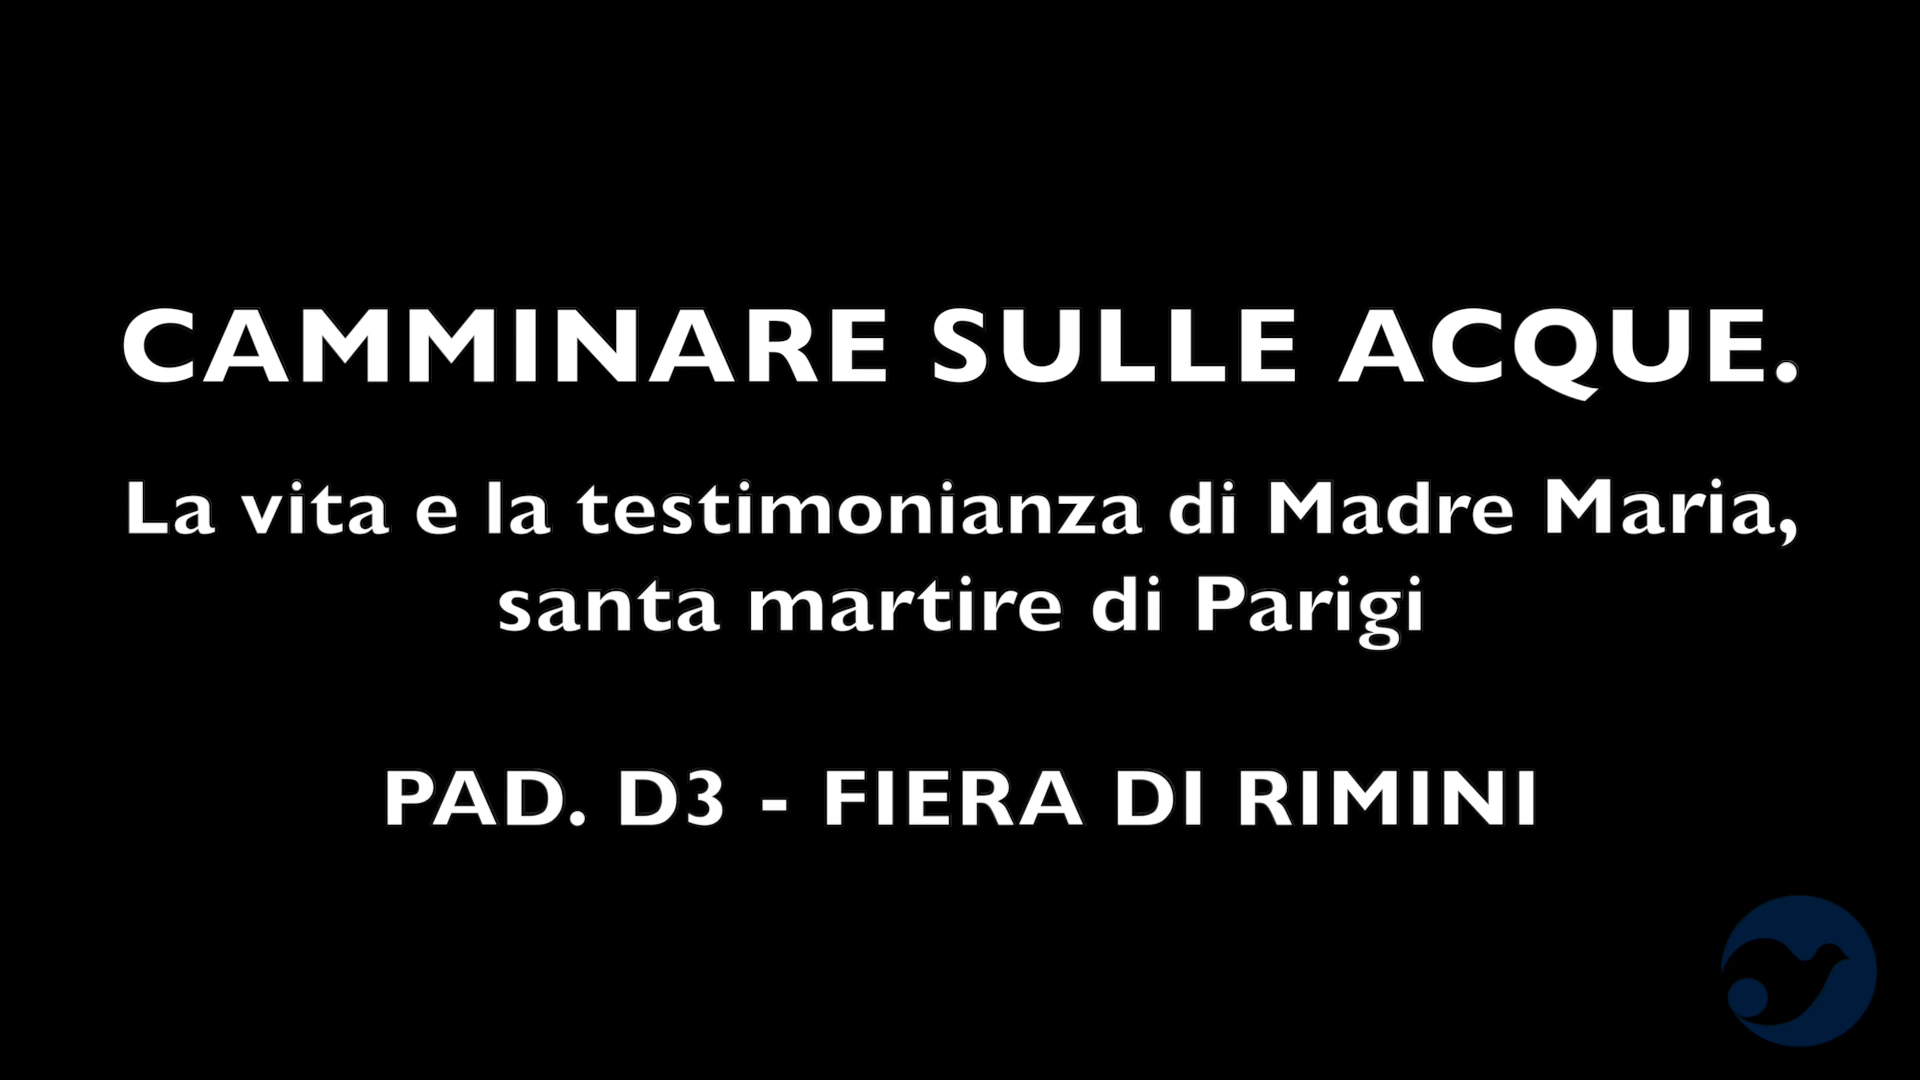 CAMMINARE SULLE ACQUE.
La vita e la testimonianza di Madre Maria,
santa martire di Parigi
PAD. D3 - FIERA DI RIMINI